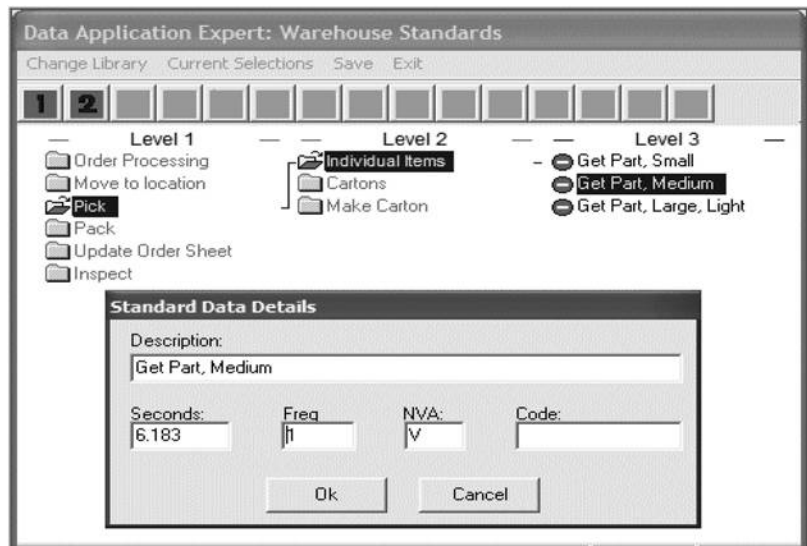 Data Application Expert: Warehouse Standards
Change Library Current Selections Save Exit
1 2
Level 1 Level 2 Level 3
Order Processing Individual Items Get Part, Small
Move to location Cartons Get Part, Medium
Pick Make Carton Get Part, Large, Light
Pack
Update Order Sheet
Inspect
Standard Data Details
Description:
Get Part, Medium
Seconds: Freq NVA: Code:
6.183 1 V
Ok Cancel